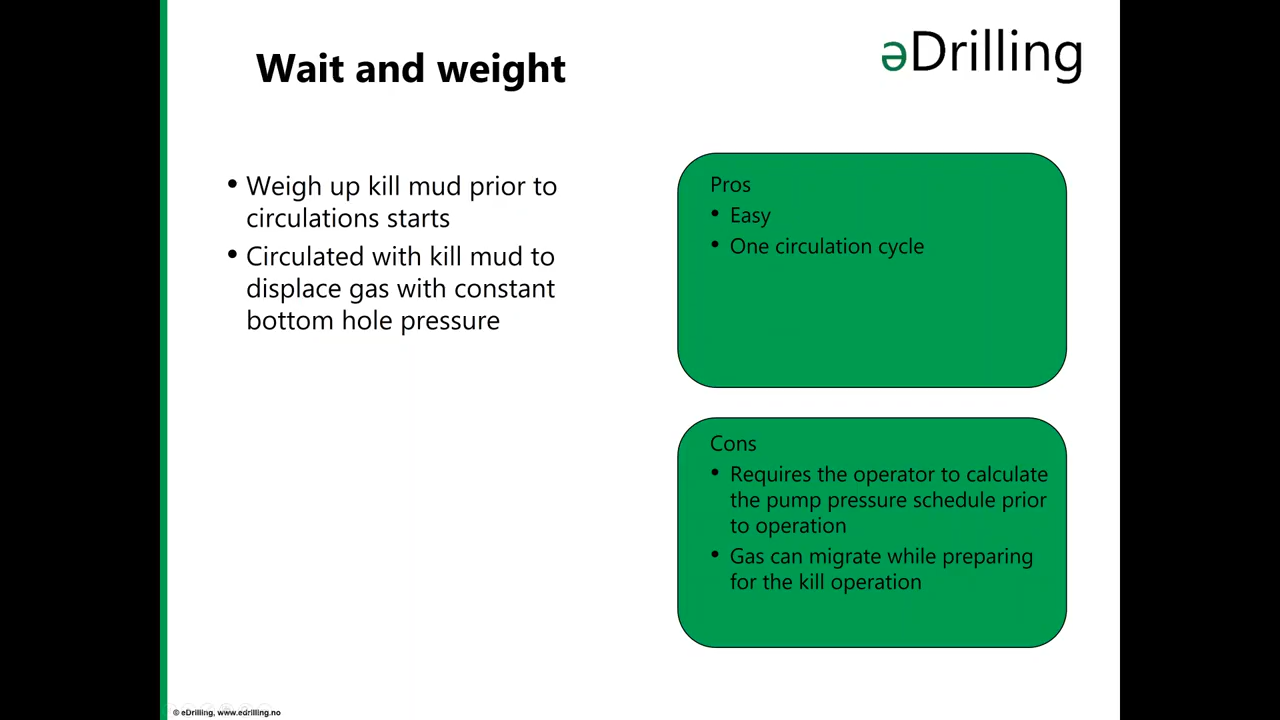 Wait and weight
əDrilling
• Weigh up kill mud prior to
circulations starts
• Circulated with kill mud to
displace gas with constant
bottom hole pressure
Pros
• Easy
• One circulation cycle
Cons
• Requires the operator to calculate
the pump pressure schedule prior
to operation
• Gas can migrate while preparing
for the kill operation
© eDrilling, www.edrilling.no